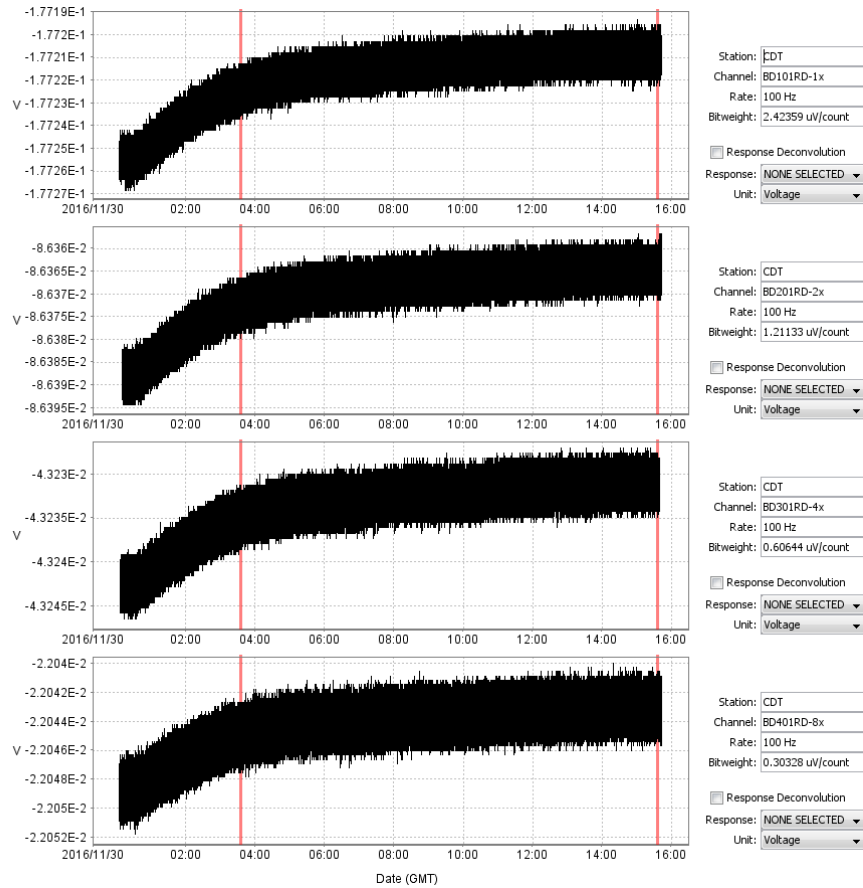 -1.7719E-1
-1.772E-1
-1.7721E-1
-1.7722E-1
V -1.7723E-1
-1.7724E-1
-1.7725E-1
-1.7726E-1
-1.7727E-1
2016/11/30 02:00 04:00 06:00 08:00 10:00 12:00 14:00 16:00
Station: CDT
Channel: BD101RD-1x
Rate: 100 Hz
Bitweight: 2.42359 uV/count
Response Deconvolution
Response: NONE SELECTED
Unit: Voltage
-8.636E-2
-8.6365E-2
-8.637E-2
V -8.6375E-2
-8.638E-2
-8.6385E-2
-8.639E-2
-8.6395E-2
2016/11/30 02:00 04:00 06:00 08:00 10:00 12:00 14:00 16:00
Station: CDT
Channel: BD201RD-2x
Rate: 100 Hz
Bitweight: 1.21133 uV/count
Response Deconvolution
Response: NONE SELECTED
Unit: Voltage
-4.323E-2
-4.3235E-2
V
-4.324E-2
-4.3245E-2
2016/11/30 02:00 04:00 06:00 08:00 10:00 12:00 14:00 16:00
Station: CDT
Channel: BD301RD-4x
Rate: 100 Hz
Bitweight: 0.60644 uV/count
Response Deconvolution
Response: NONE SELECTED
Unit: Voltage
-2.204E-2
-2.2042E-2
-2.2044E-2
V -2.2046E-2
-2.2048E-2
-2.205E-2
-2.2052E-2
2016/11/30 02:00 04:00 06:00 08:00 10:00 12:00 14:00 16:00
Station: CDT
Channel: BD401RD-8x
Rate: 100 Hz
Bitweight: 0.30328 uV/count
Response Deconvolution
Response: NONE SELECTED
Unit: Voltage
Date (GMT)